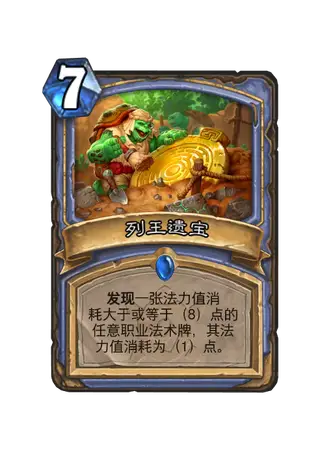 7
列王遗宝
发现一张法力值消
耗大于或等于（8）点的
任意职业法术牌，其法
力值消耗为（1）点。